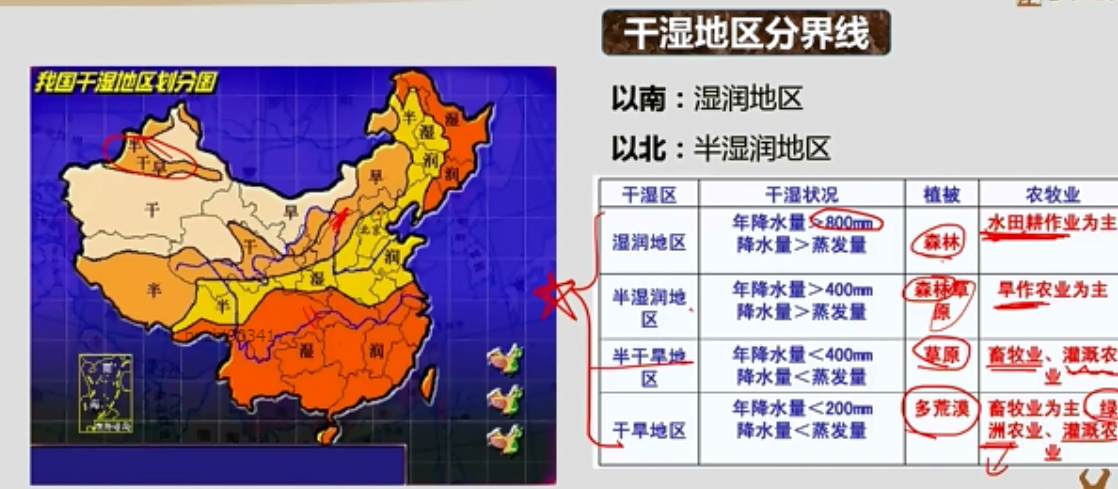 干湿地区分界线
我国干湿地区划分图
以南：湿润地区
以北：半湿润地区
半
干旱
干
旱
干
旱
半
半
湿
润
湿
润
北京
润
湿
半
湿
润
南
海
干湿区 干湿状况 植被 农牧业
湿润地区 年降水量>800mm 森林 水田耕作业为主
降水量>蒸发量
半湿润地区 年降水量>400mm 森林草原 旱作农业为主
降水量>蒸发量
半干旱地区 年降水量<400mm 草原 畜牧业、灌溉农业
降水量<蒸发量
干旱地区 年降水量<200mm 多荒漠 畜牧业为主、绿洲农业、灌溉农业
降水量<蒸发量